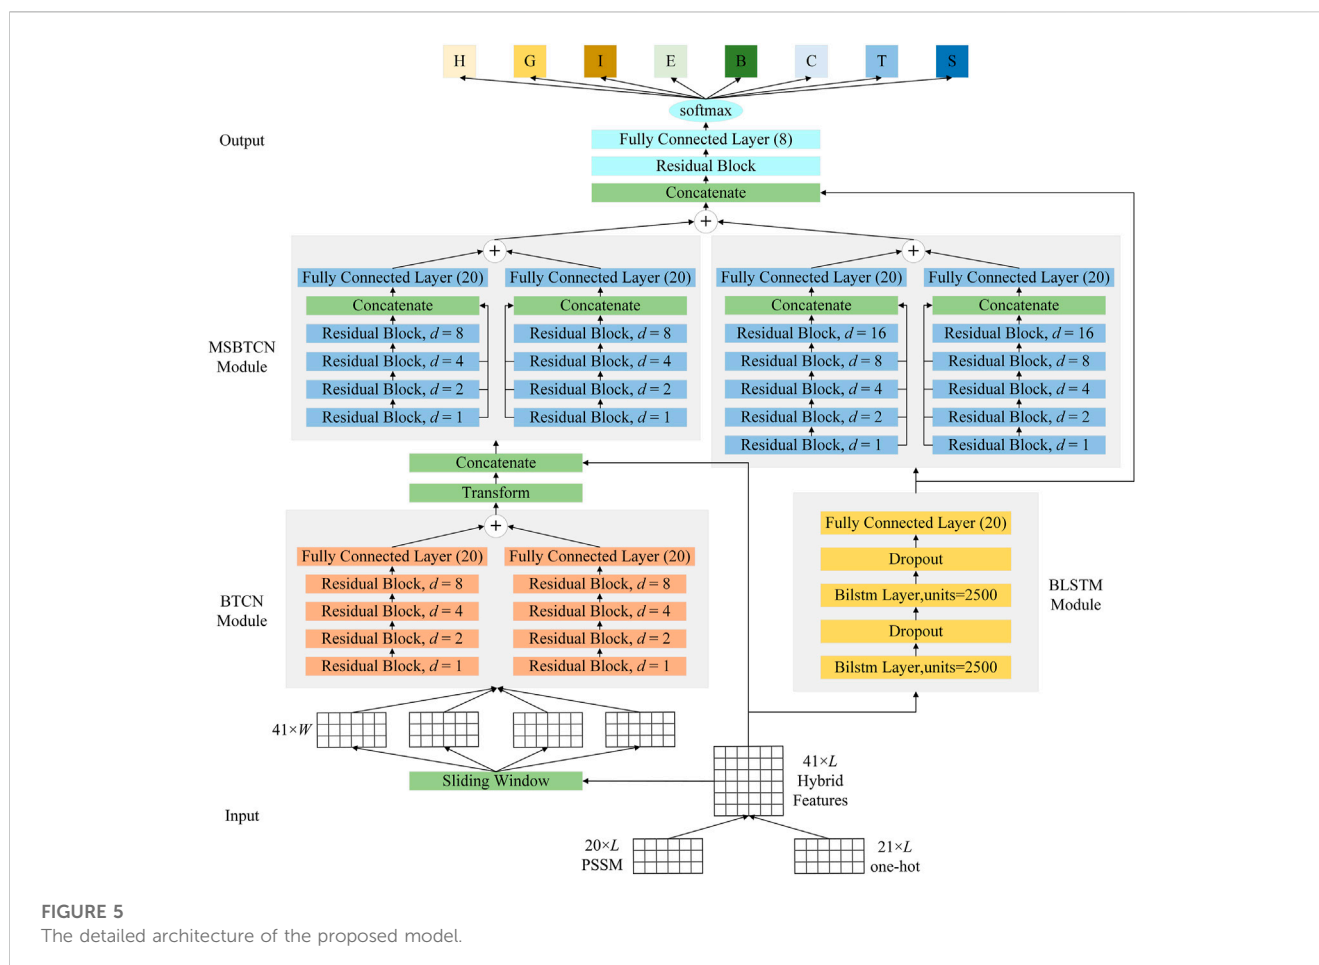 H G I E B C T S
softmax
Output
Fully Connected Layer (8)
Residual Block
Concatenate
+
MSBTCN
Module
+
Fully Connected Layer (20) Fully Connected Layer (20)
Concatenate Concatenate
Residual Block, d = 8 Residual Block, d = 8
Residual Block, d = 4 Residual Block, d = 4
Residual Block, d = 2 Residual Block, d = 2
Residual Block, d = 1 Residual Block, d = 1
+
Fully Connected Layer (20) Fully Connected Layer (20)
Concatenate Concatenate
Residual Block, d = 16 Residual Block, d = 16
Residual Block, d = 8 Residual Block, d = 8
Residual Block, d = 4 Residual Block, d = 4
Residual Block, d = 2 Residual Block, d = 2
Residual Block, d = 1 Residual Block, d = 1
Concatenate
Transform
BTCN
Module
+
Fully Connected Layer (20) Fully Connected Layer (20)
Residual Block, d = 8 Residual Block, d = 8
Residual Block, d = 4 Residual Block, d = 4
Residual Block, d = 2 Residual Block, d = 2
Residual Block, d = 1 Residual Block, d = 1
Fully Connected Layer (20)
Dropout
Bilstm Layer,units=2500
Dropout
Bilstm Layer,units=2500
BLSTM
Module
41×W
Sliding Window
41×L
Hybrid
Features
Input
20×L
PSSM
21×L
one-hot
FIGURE 5
The detailed architecture of the proposed model.